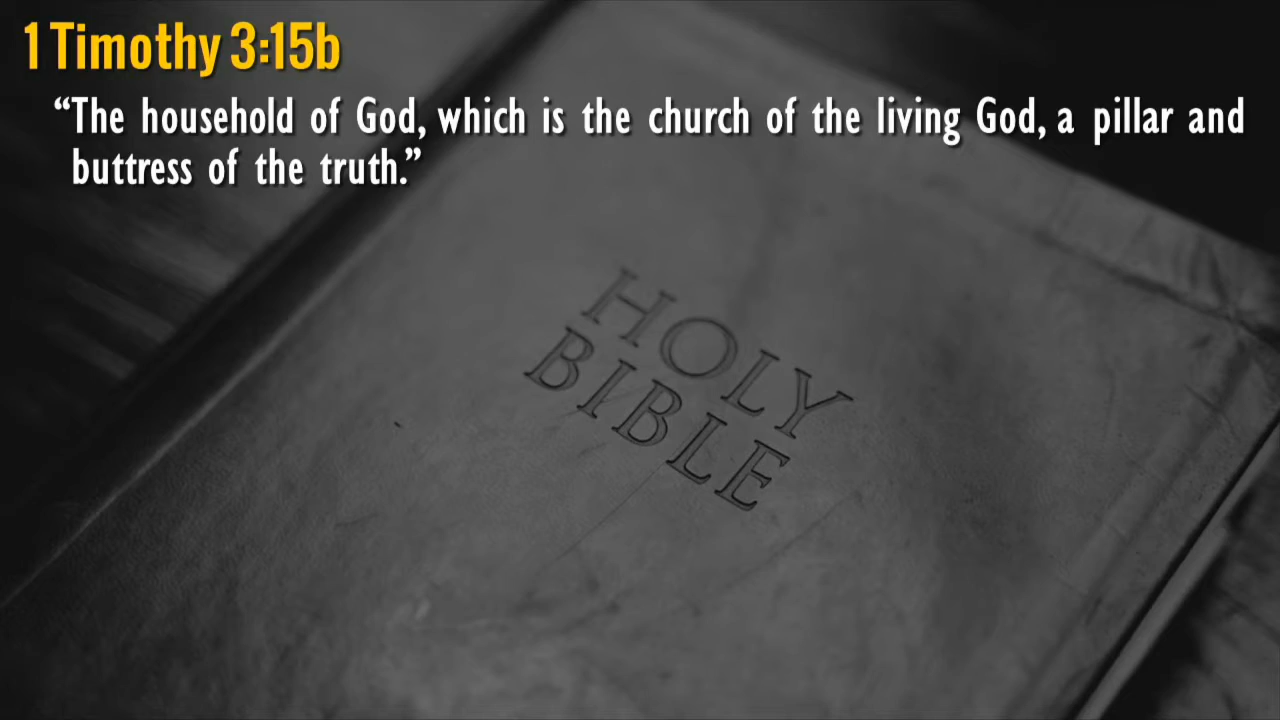 1 Timothy 3:15b
“The household of God, which is the church of the living God, a pillar and
buttress of the truth.”
HOLY
BIBLE